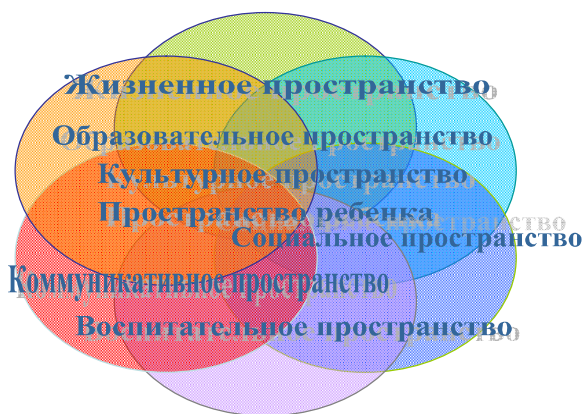 Жизненное пространство
Образовательное пространство
Культурное пространство
Пространство ребенка
Социальное пространство
Коммуникативное пространство
Воспитательное пространство